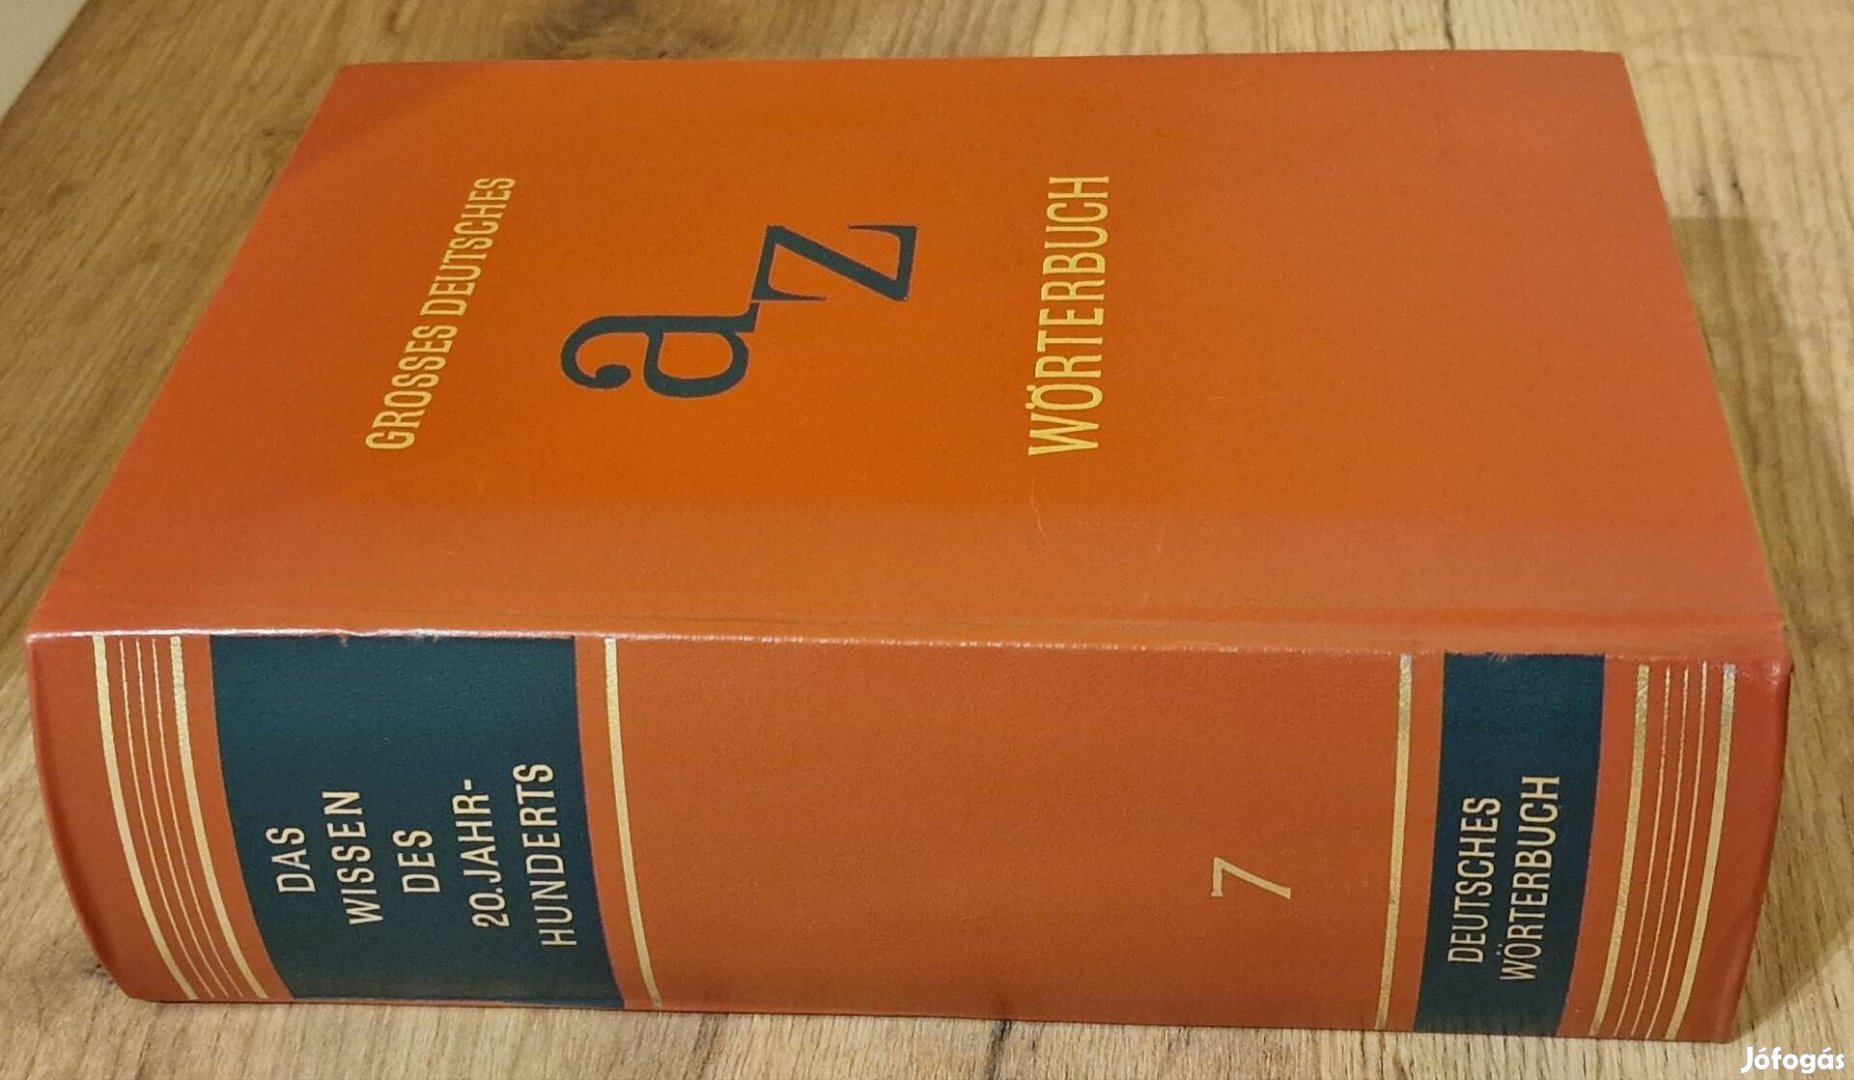 GROSSES DEUTSCHES
az
WÖRTERBUCH
DAS
WISSEN
DES
20.JAHR-
HUNDERTS
7
DEUTSCHES
WÖRTERBUCH
Jófogás